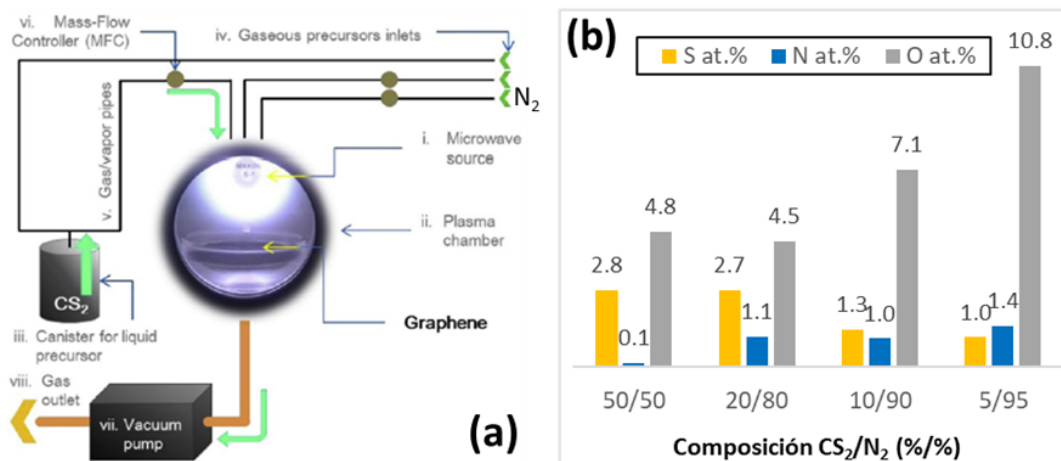 vi. Mass-Flow
Controller (MFC)
iv. Gaseous precursors inlets
N₂
v. Gas/vapor pipes
i. Microwave
source
ii. Plasma
chamber
CS₂
iii. Canister for liquid
precursor
Graphene
viii. Gas
outlet
vii. Vacuum
pump
(a)
(b)
S at.% N at.% O at.%
2.8 0.1 4.8
2.7 1.1 4.5
1.3 1.0 7.1
1.0 1.4 10.8
50/50 20/80 10/90 5/95
Composición CS₂/N₂ (%/%)